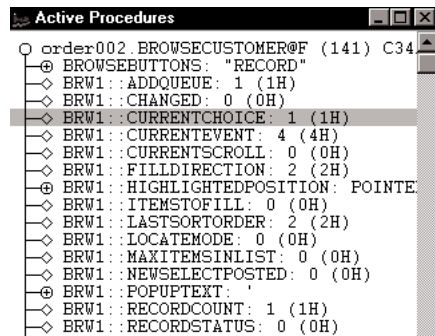 Active Procedures
order002.BROWSECUSTOMER@F (141) C34
BROWSEBUTTONS: "RECORD"
BRW1::ADDQUEUE: 1 (1H)
BRW1::CHANGED: 0 (0H)
BRW1::CURRENTCHOICE: 1 (1H)
BRW1::CURRENTEVENT: 4 (4H)
BRW1::CURRENTSCROLL: 0 (0H)
BRW1::FILLDIRECTION: 2 (2H)
BRW1::HIGHLIGHTEDPOSITION: POINTE
BRW1::ITEMSTOFILL: 0 (0H)
BRW1::LASTSORTORDER: 2 (2H)
BRW1::LOCATEMODE: 0 (0H)
BRW1::MAXITEMSINLIST: 0 (0H)
BRW1::NEWSELECTPOSTED: 0 (0H)
BRW1::POPUPTEXT: '
BRW1::RECORDCOUNT: 1 (1H)
BRW1::RECORDSTATUS: 0 (0H)